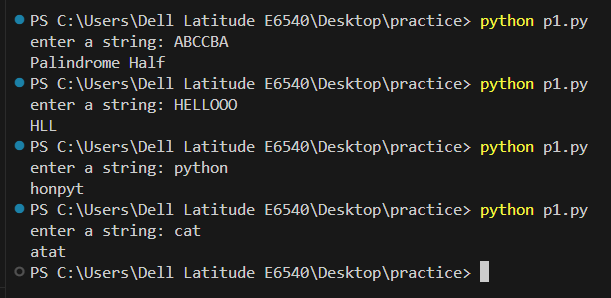 PS C:\Users\Dell Latitude E6540\Desktop\practice> python p1.py
enter a string: ABCCBA
Palindrome Half
PS C:\Users\Dell Latitude E6540\Desktop\practice> python p1.py
enter a string: HELLOOO
HLL
PS C:\Users\Dell Latitude E6540\Desktop\practice> python p1.py
enter a string: python
honpyt
PS C:\Users\Dell Latitude E6540\Desktop\practice> python p1.py
enter a string: cat
atat
PS C:\Users\Dell Latitude E6540\Desktop\practice>